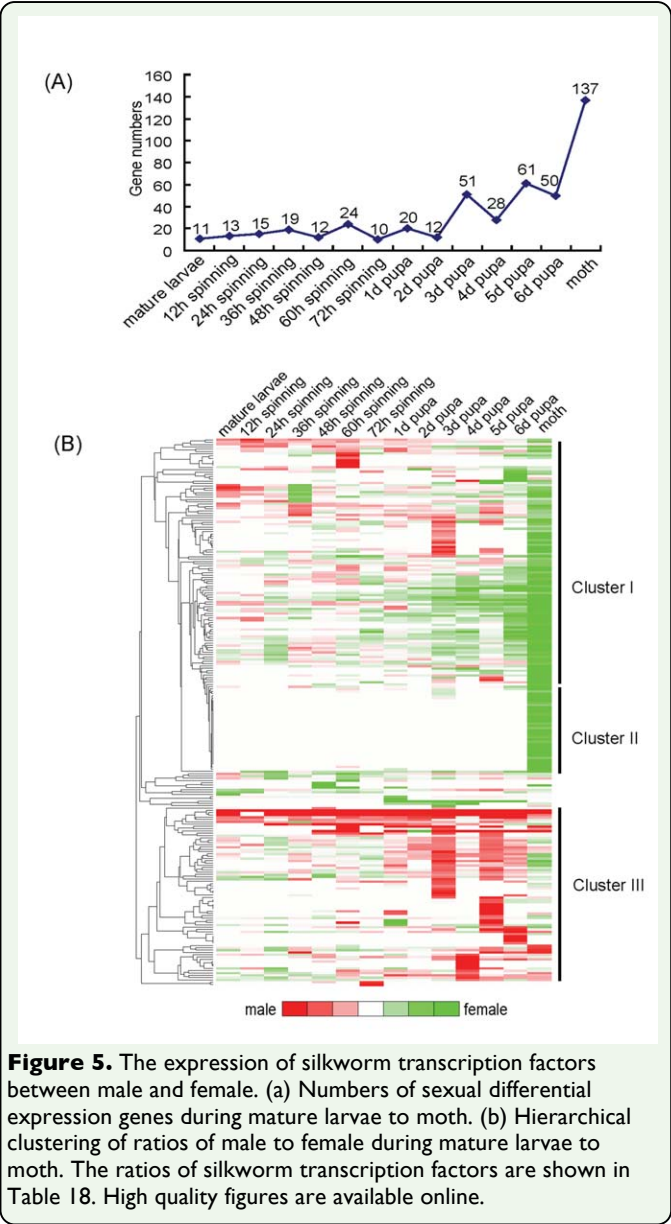 (A)
Gene numbers
160
140
120
100
80
60
40
20
0
11
13
15
19
12
24
10
20
12
51
28
61
50
137
mature larvae
12h spinning
24h spinning
36h spinning
48h spinning
60h spinning
72h spinning
1d pupa
2d pupa
3d pupa
4d pupa
5d pupa
6d pupa
moth
(B)
mature larvae
12h spinning
24h spinning
36h spinning
48h spinning
60h spinning
72h spinning
1d pupa
2d pupa
3d pupa
4d pupa
5d pupa
6d pupa
moth
Cluster I
Cluster II
Cluster III
male
female
Figure 5. The expression of silkworm transcription factors
between male and female. (a) Numbers of sexual differential
expression genes during mature larvae to moth. (b) Hierarchical
clustering of ratios of male to female during mature larvae to
moth. The ratios of silkworm transcription factors are shown in
Table 18. High quality figures are available online.